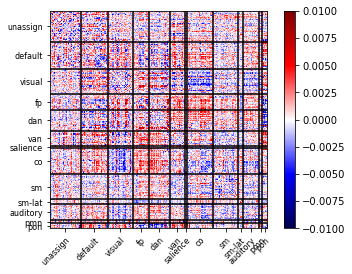 unassign
default
visual
fp
dan
van
salience
co
sm
sm-lat
auditory
pmn
pon
unassign
default
visual
fp
dan
van
salience
co
sm
sm-lat
auditory
0.0100
0.0075
0.0050
0.0025
0.0000
−0.0025
−0.0050
−0.0075
−0.0100